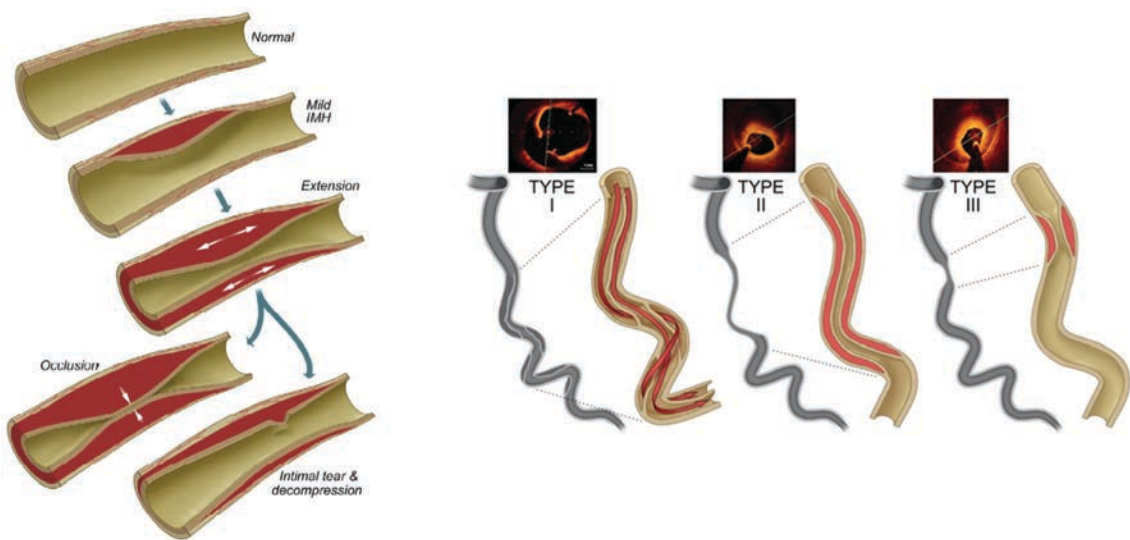 Normal
Mild
IMH
Extension
Occlusion
Intimal tear &
decompression
TYPE
I
TYPE
II
TYPE
III